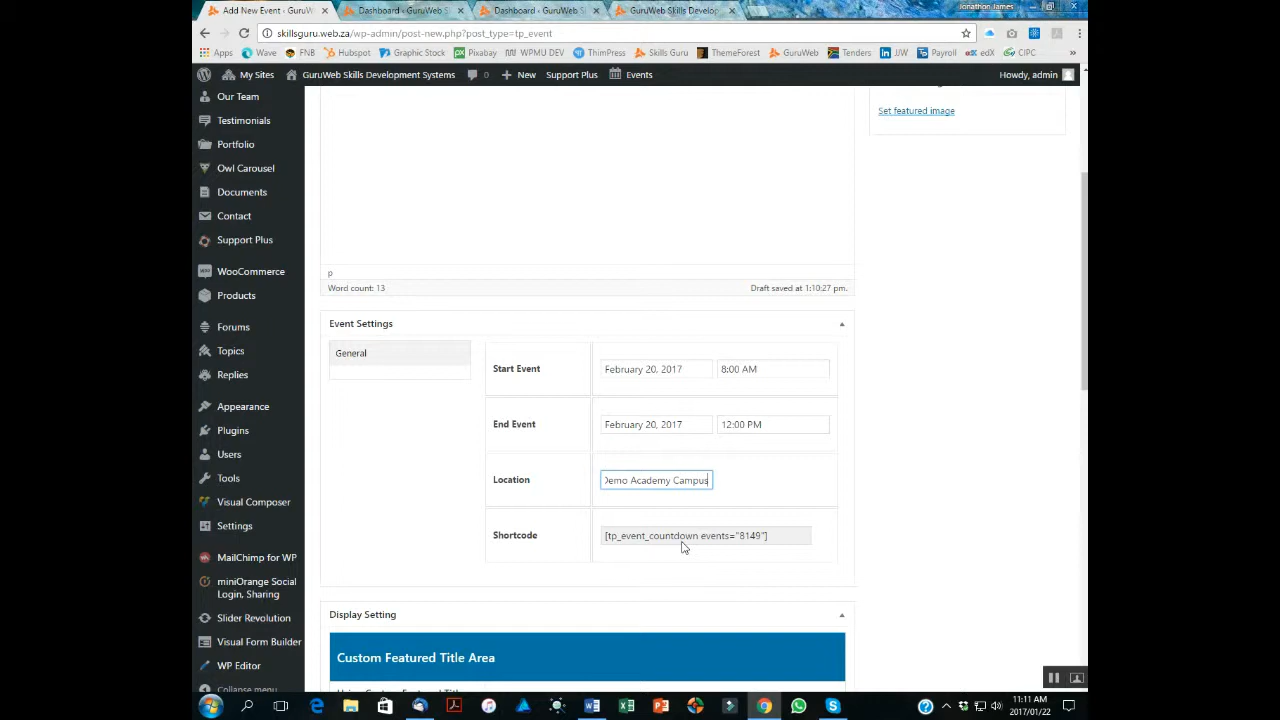 Jonathon James
Add New Event - GuruW
Dashboard ‹ GuruWeb S
Dashboard ‹ GuruWeb Sk
GuruWeb Skills Develop
skillsguru.web.za/wp-admin/post-new.php?post_type=tp_event
Apps Wave FNB Hubspot Graphic Stock Pixabay WPMU DEV ThimPress Skills Guru ThemeForest GuruWeb Tenders JJW Payroll edX CIPC »
My Sites GuruWeb Skills Development Systems 0 New Support Plus Events Howdy, admin
Our Team
Testimonials
Portfolio
Owl Carousel
Documents
Contact
Support Plus
WooCommerce
Products
Forums
Topics
Replies
Appearance
Plugins
Users
Tools
Visual Composer
Settings
MailChimp for WP
miniOrange Social
Login, Sharing
Slider Revolution
Visual Form Builder
WP Editor
Collapse menu
Set featured image
p
Word count: 13
Draft saved at 1:10:27 pm.
Event Settings
General
Start Event
February 20, 2017
8:00 AM
End Event
February 20, 2017
12:00 PM
Location
Demo Academy Campus
Shortcode
[tp_event_countdown events="8149"]
Display Setting
Custom Featured Title Area
11:11 AM
2017/01/22